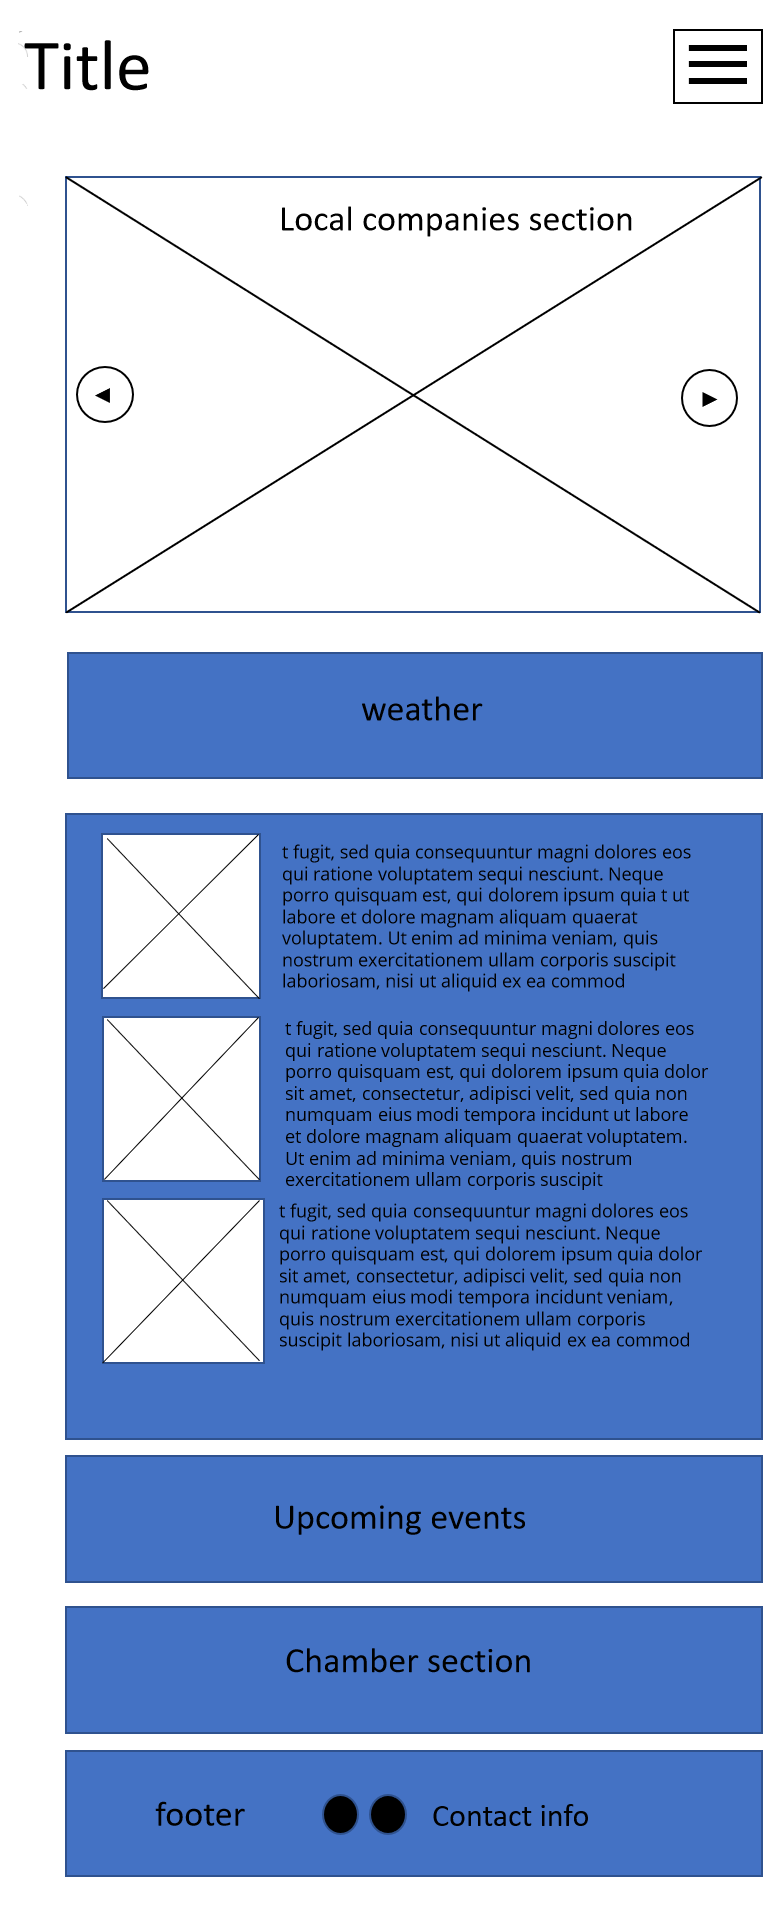 Title
Local companies section
weather
t fugit, sed quia consequuntur magni dolores eos
qui ratione voluptatem sequi nesciunt. Neque
porro quisquam est, qui dolorem ipsum quia t ut
labore et dolore magnam aliquam quaerat
voluptatem. Ut enim ad minima veniam, quis
nostrum exercitationem ullam corporis suscipit
laboriosam, nisi ut aliquid ex ea commod
t fugit, sed quia consequuntur magni dolores eos
qui ratione voluptatem sequi nesciunt. Neque
porro quisquam est, qui dolorem ipsum quia dolor
sit amet, consectetur, adipisci velit, sed quia non
numquam eius modi tempora incidunt ut labore
et dolore magnam aliquam quaerat voluptatem.
Ut enim ad minima veniam, quis nostrum
exercitationem ullam corporis suscipit
t fugit, sed quia consequuntur magni dolores eos
qui ratione voluptatem sequi nesciunt. Neque
porro quisquam est, qui dolorem ipsum quia dolor
sit amet, consectetur, adipisci velit, sed quia non
numquam eius modi tempora incidunt veniam,
quis nostrum exercitationem ullam corporis
suscipit laboriosam, nisi ut aliquid ex ea commod
Upcoming events
Chamber section
footer Contact info